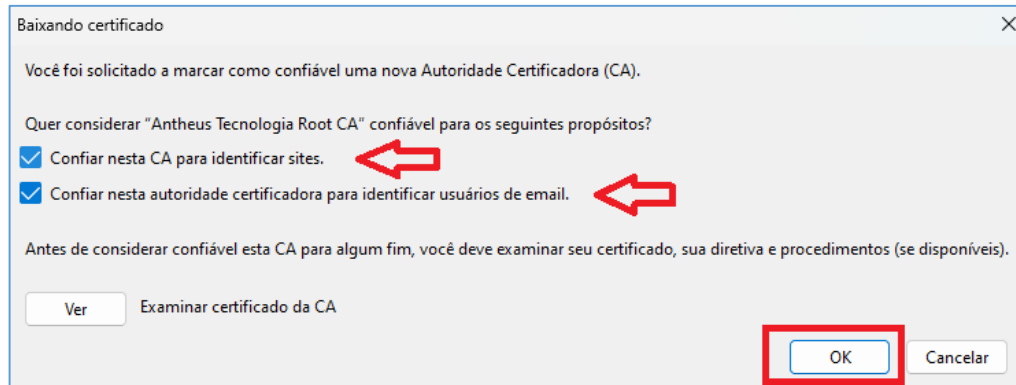 Baixando certificado
Você foi solicitado a marcar como confiável uma nova Autoridade Certificadora (CA).
Quer considerar “Antheus Tecnologia Root CA” confiável para os seguintes propósitos?
Confiar nesta CA para identificar sites.
Confiar nesta autoridade certificadora para identificar usuários de email.
Antes de considerar confiável esta CA para algum fim, você deve examinar seu certificado, sua diretiva e procedimentos (se disponíveis).
Ver Examinar certificado da CA
OK Cancelar